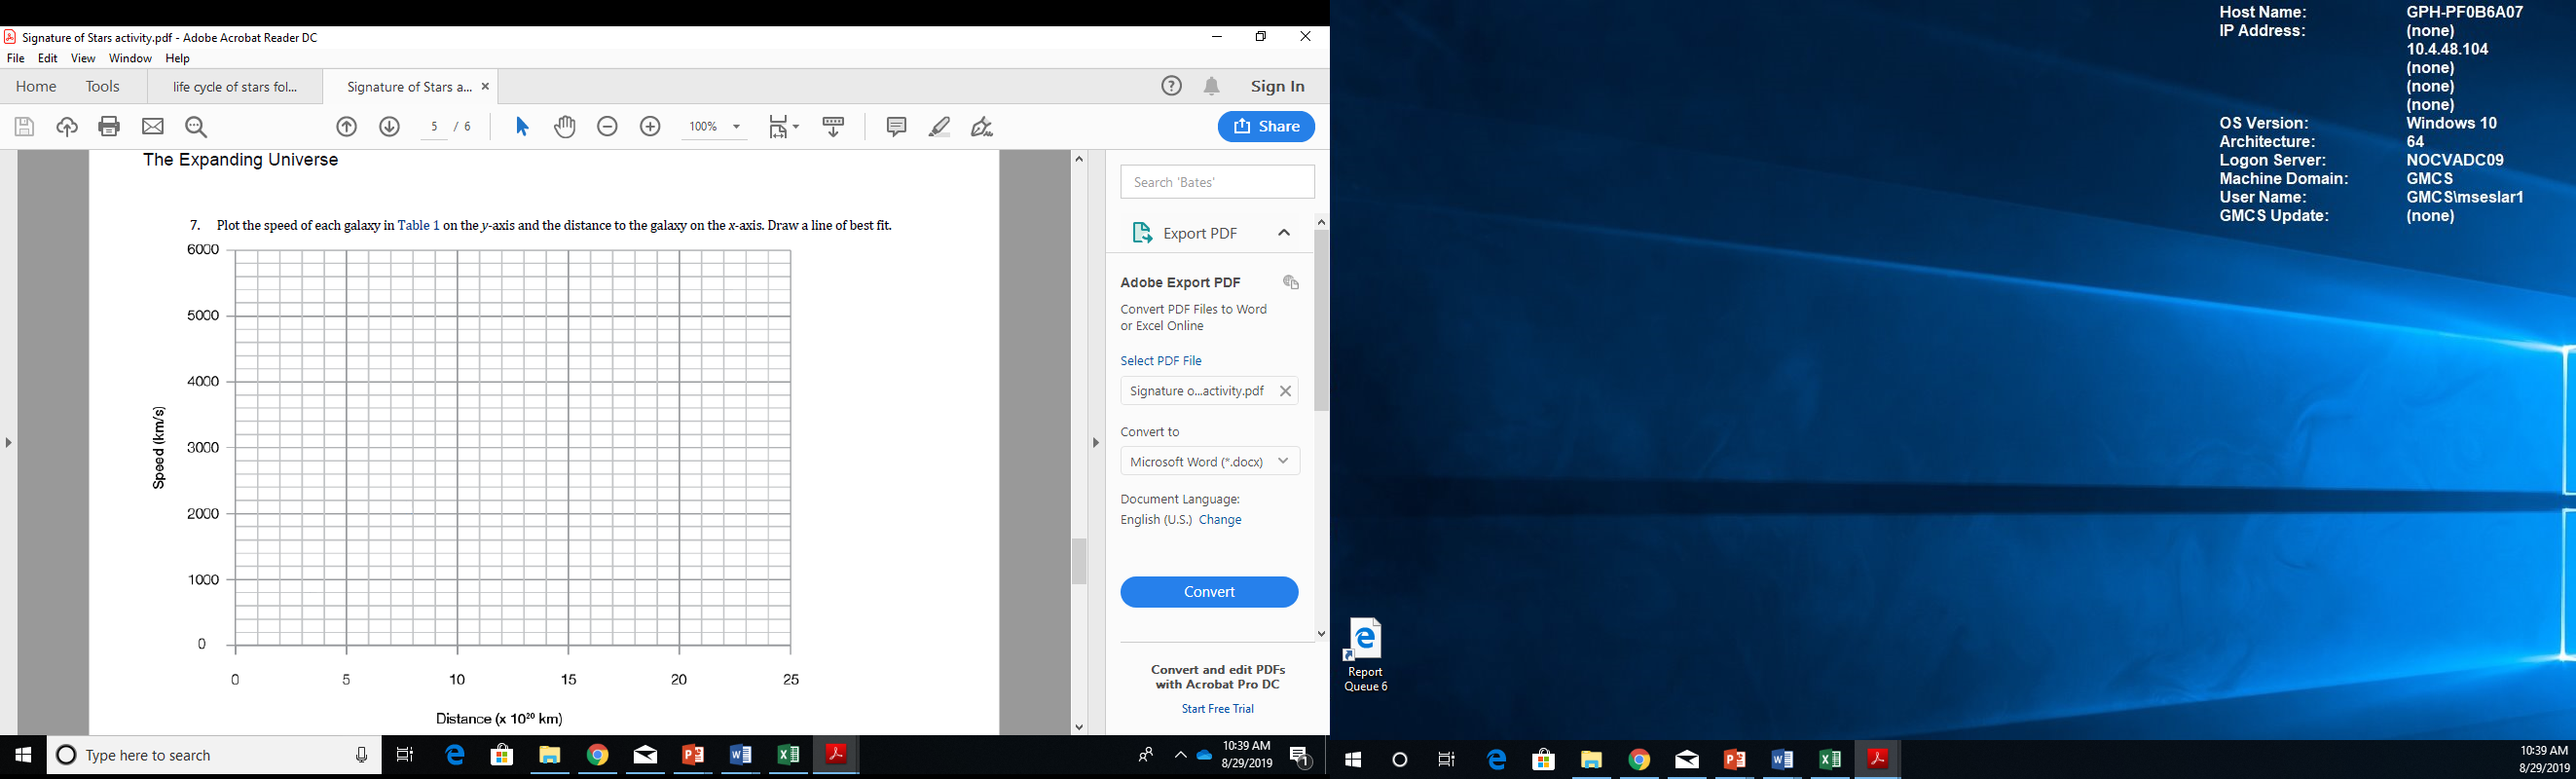 Signature of Stars activity.pdf - Adobe Acrobat Reader DC
File Edit View Window Help
Home Tools life cycle of stars fol... Signature of Stars a... × Sign In
5 / 6 100% Share
The Expanding Universe
7. Plot the speed of each galaxy in Table 1 on the y-axis and the distance to the galaxy on the x-axis. Draw a line of best fit.
6000
5000
4000
3000
2000
1000
0
Speed (km/s)
0 5 10 15 20 25
Distance (x 10²⁰ km)
Search 'Bates'
Export PDF
Adobe Export PDF
Convert PDF Files to Word
or Excel Online
Select PDF File
Signature o...activity.pdf
Convert to
Microsoft Word (*.docx)
Document Language:
English (U.S.) Change
Convert
Convert and edit PDFs
with Acrobat Pro DC
Start Free Trial
Type here to search
10:39 AM
8/29/2019
1
Host Name: GPH-PF0B6A07
IP Address: (none)
10.4.48.104
(none)
(none)
(none)
OS Version: Windows 10
Architecture: 64
Logon Server: NOCVADC09
Machine Domain: GMCS
User Name: GMCS\mseslar1
GMCS Update: (none)
Report
Queue 6
10:39 AM
8/29/2019